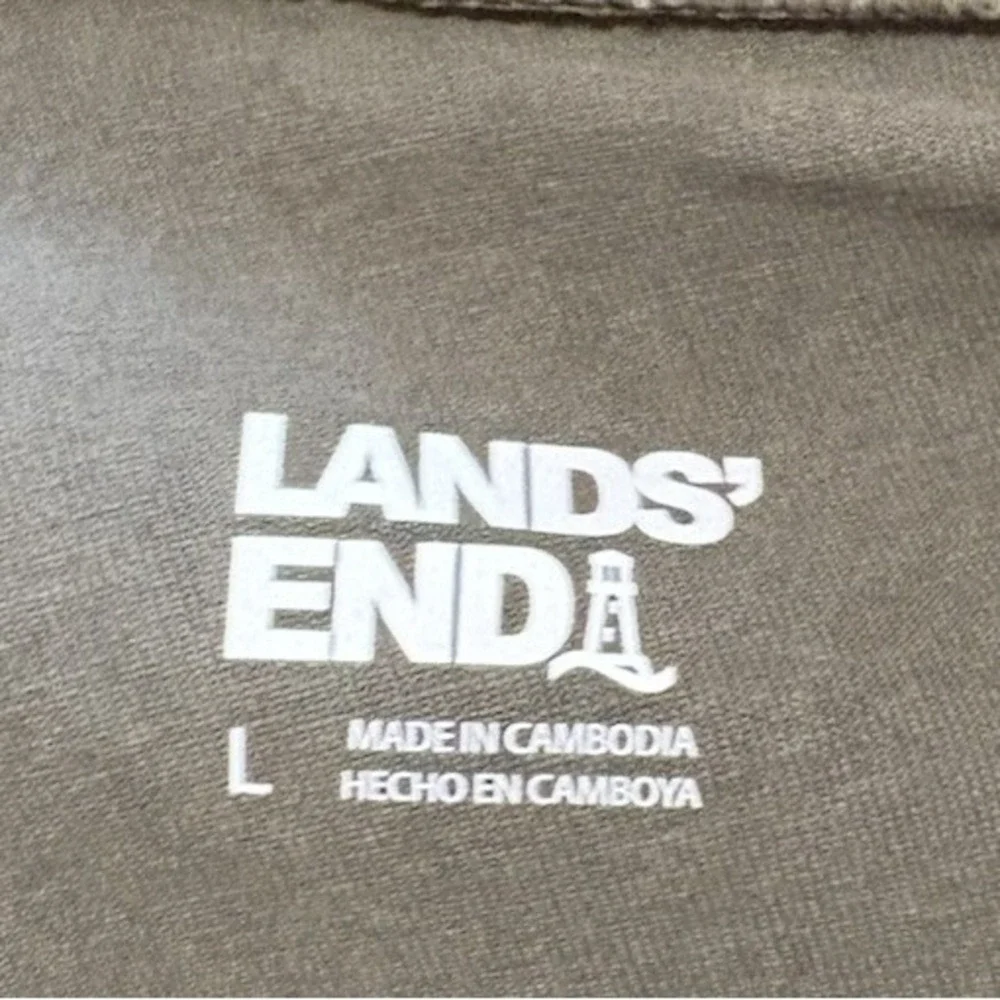 LANDS'
END
L
MADE IN CAMBODIA
HECHO EN CAMBOYA